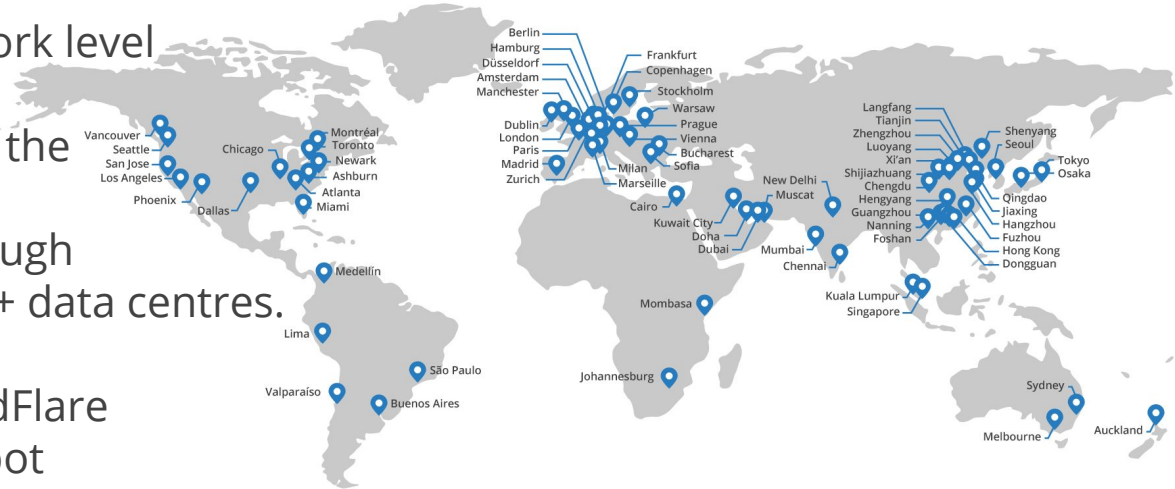 ork level
the
ugh
+ data centres.
dFlare
oot
Vancouver
Seattle
San Jose
Los Angeles
Phoenix
Dallas
Chicago
Montréal
Toronto
Newark
Ashburn
Atlanta
Miami
Medellín
Lima
São Paulo
Valparaíso
Buenos Aires
Berlin
Hamburg
Düsseldorf
Amsterdam
Manchester
Dublin
London
Paris
Madrid
Zurich
Frankfurt
Copenhagen
Stockholm
Warsaw
Prague
Vienna
Bucharest
Sofia
Milan
Marseille
Cairo
Kuwait City
Doha
Dubai
New Delhi
Muscat
Mumbai
Chennai
Mombasa
Johannesburg
Langfang
Tianjin
Zhengzhou
Luoyang
Xi'an
Shijiazhuang
Chengdu
Hengyang
Guangzhou
Nanning
Foshan
Shenyang
Seoul
Tokyo
Osaka
Qingdao
Jiaxing
Hangzhou
Fuzhou
Hong Kong
Dongguan
Kuala Lumpur
Singapore
Sydney
Melbourne
Auckland